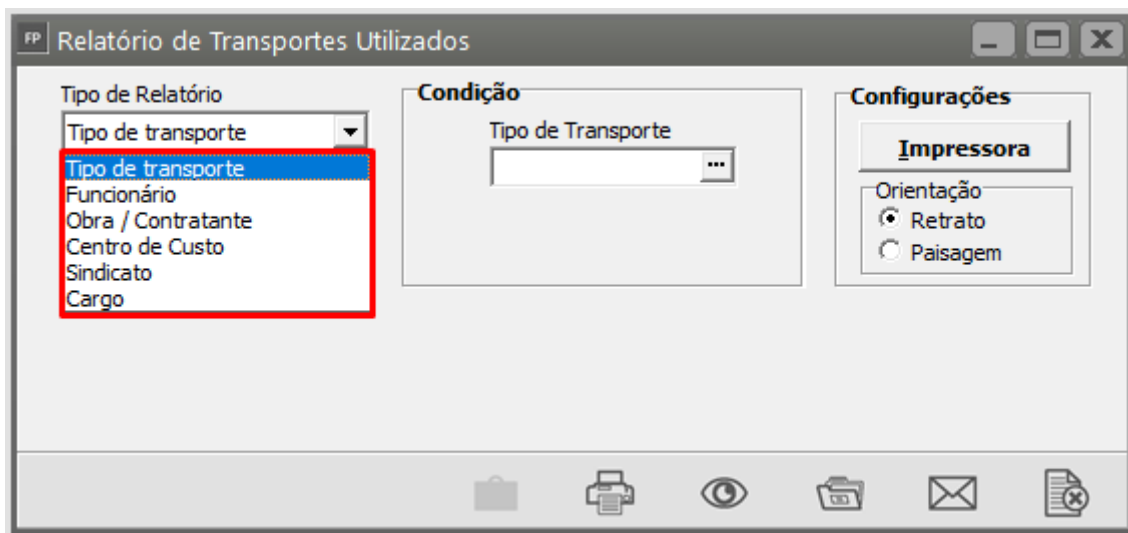 FP Relatório de Transportes Utilizados
Tipo de Relatório
Tipo de transporte
Tipo de transporte
Funcionário
Obra / Contratante
Centro de Custo
Sindicato
Cargo
Condição
Tipo de Transporte
...
Configurações
Impressora
Orientação
Retrato
Paisagem